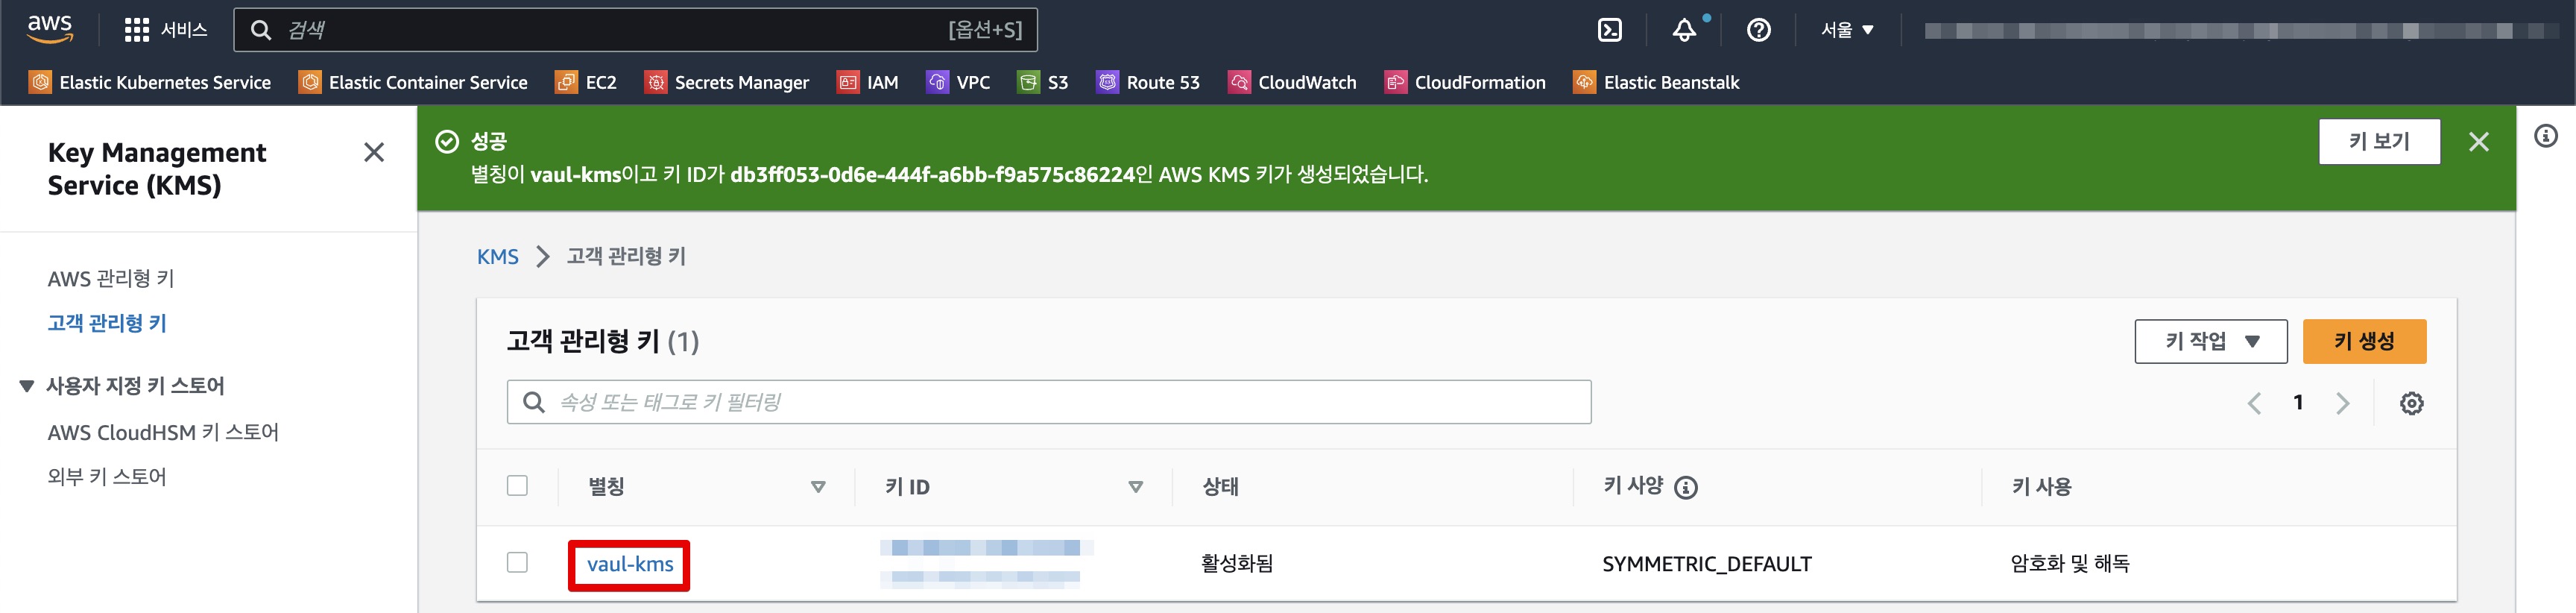 aws
서비스
검색
[옵션+S]
서울
Elastic Kubernetes Service
Elastic Container Service
EC2
Secrets Manager
IAM
VPC
S3
Route 53
CloudWatch
CloudFormation
Elastic Beanstalk
Key Management
Service (KMS)
AWS 관리형 키
고객 관리형 키
사용자 지정 키 스토어
AWS CloudHSM 키 스토어
외부 키 스토어
성공
별칭이 vaul-kms이고 키 ID가 db3ff053-0d6e-444f-a6bb-f9a575c86224인 AWS KMS 키가 생성되었습니다.
키 보기
KMS
고객 관리형 키
고객 관리형 키 (1)
키 작업
키 생성
속성 또는 태그로 키 필터링
1
별칭
키 ID
상태
키 사양
키 사용
vaul-kms
활성화됨
SYMMETRIC_DEFAULT
암호화 및 해독